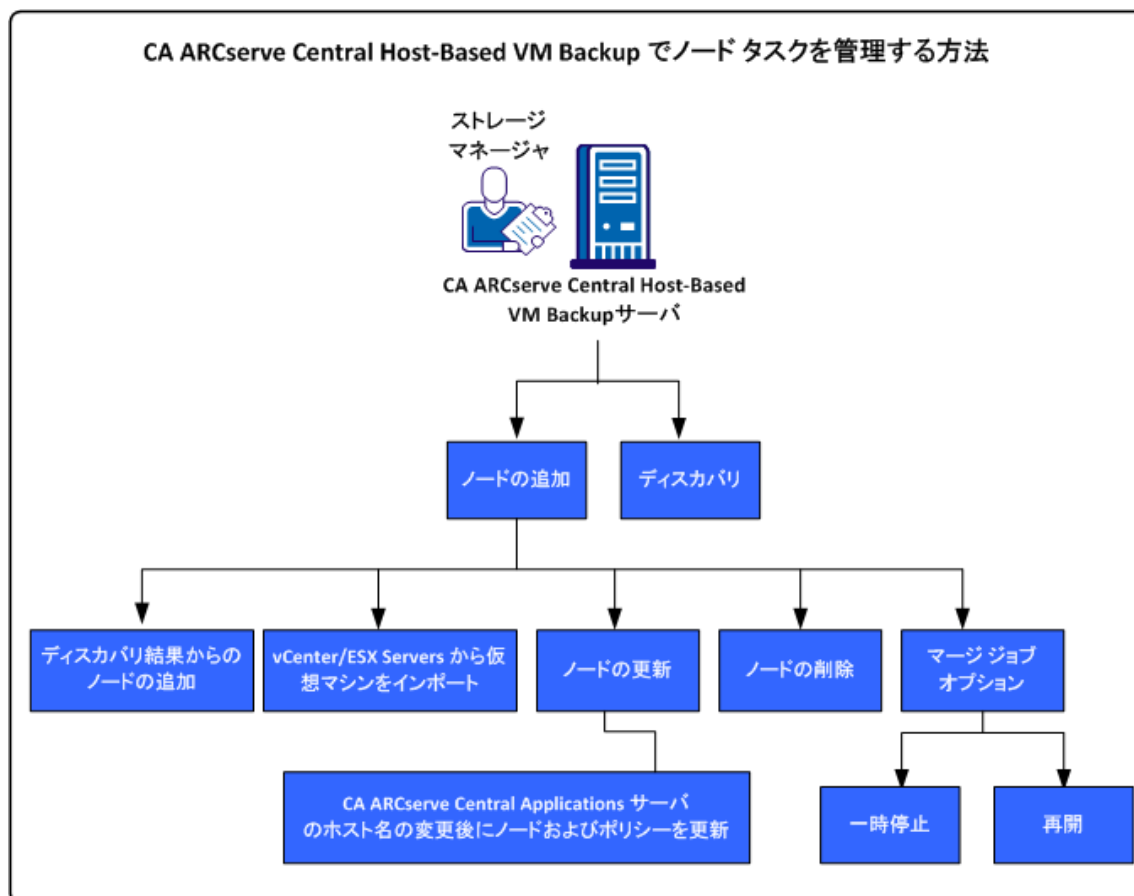 CA ARCserve Central Host-Based VM Backup でノード タスクを管理する方法
ストレージ
マネージャ
CA ARCserve Central Host-Based
VM Backupサーバ
ノードの追加
ディスカバリ
ディスカバリ結果からの
ノードの追加
vCenter/ESX Servers から仮
想マシンをインポート
ノードの更新
ノードの削除
マージ ジョブ
オプション
CA ARCserve Central Applications サーバ
のホスト名の変更後にノードおよびポリシーを更新
一時停止
再開